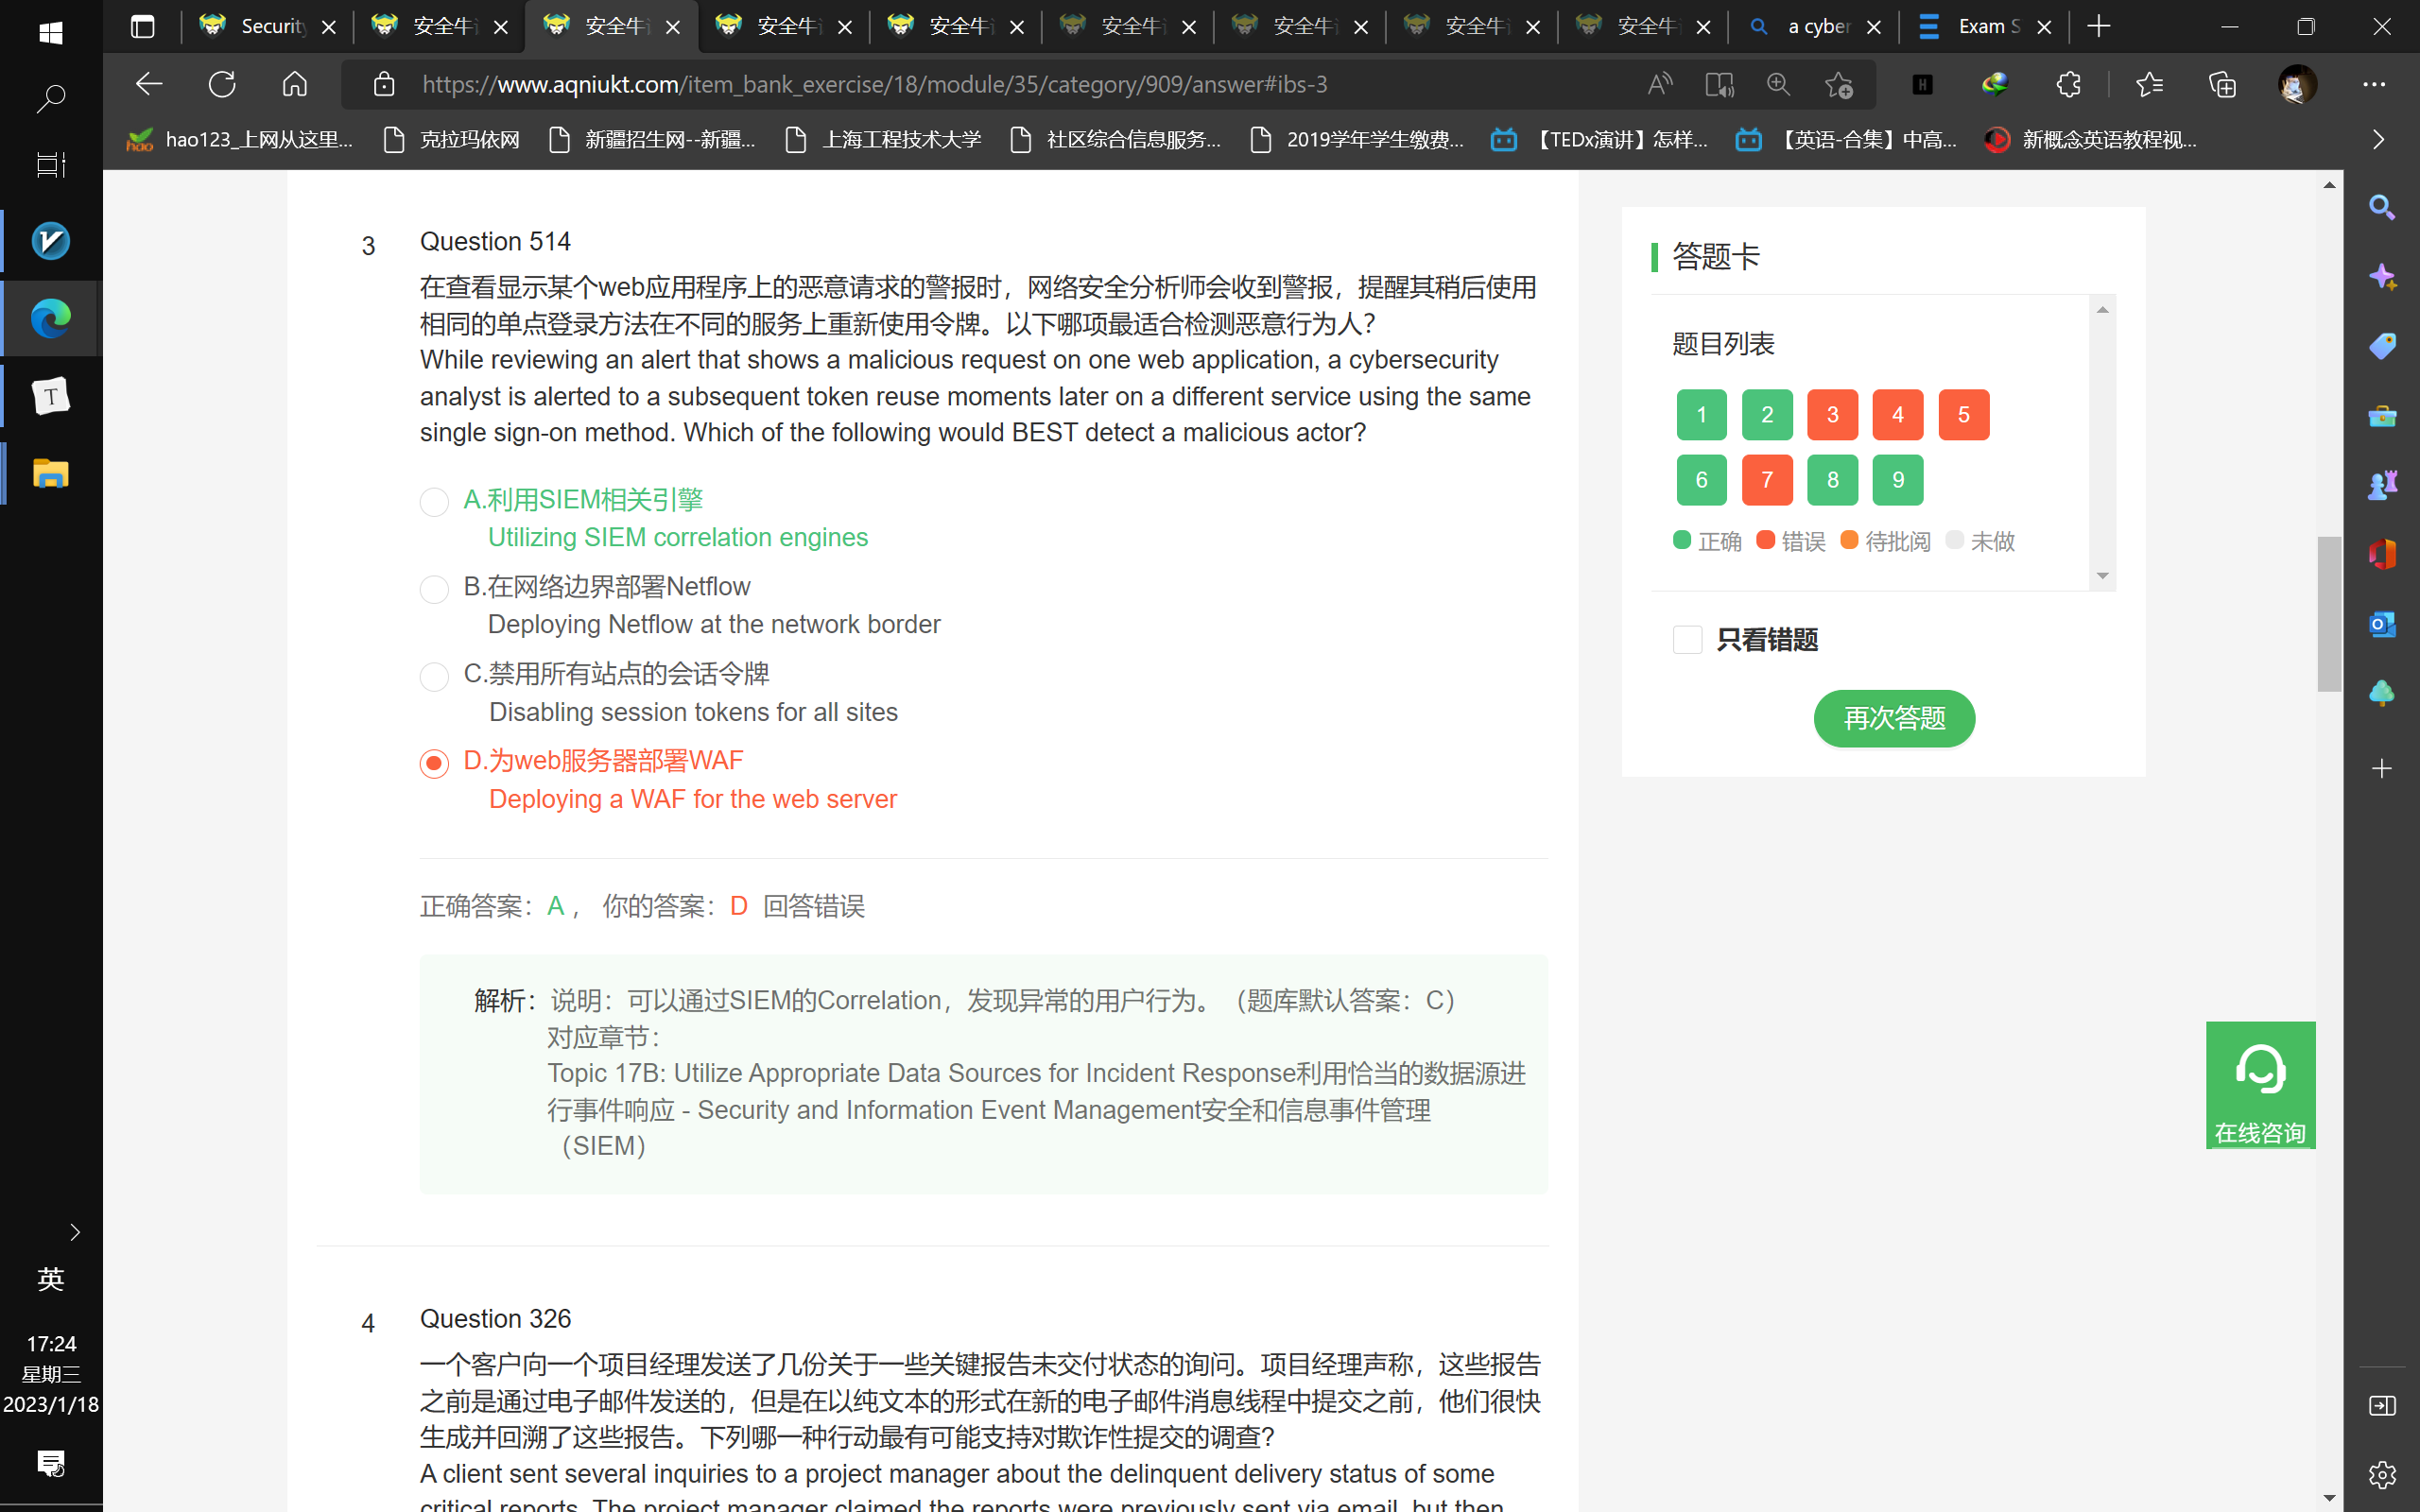 Security
安全牛
安全牛
安全牛
安全牛
安全牛
安全牛
安全牛
安全牛
a cyber
Exam S
https://www.aqniukt.com/item_bank_exercise/18/module/35/category/909/answer#ibs-3
hao123_上网从这里...
克拉玛依网
新疆招生网--新疆...
上海工程技术大学
社区综合信息服务...
2019学年学生缴费...
【TEDx演讲】怎样...
【英语-合集】中高...
新概念英语教程视...
3
Question 514
在查看显示某个web应用程序上的恶意请求的警报时，网络安全分析师会收到警报，提醒其稍后使用
相同的单点登录方法在不同的服务上重新使用令牌。以下哪项最适合检测恶意行为人？
While reviewing an alert that shows a malicious request on one web application, a cybersecurity
analyst is alerted to a subsequent token reuse moments later on a different service using the same
single sign-on method. Which of the following would BEST detect a malicious actor?
A.利用SIEM相关引擎
Utilizing SIEM correlation engines
B.在网络边界部署Netflow
Deploying Netflow at the network border
C.禁用所有站点的会话令牌
Disabling session tokens for all sites
D.为web服务器部署WAF
Deploying a WAF for the web server
正确答案：A ， 你的答案：D 回答错误
解析：说明：可以通过SIEM的Correlation，发现异常的用户行为。（题库默认答案：C）
对应章节：
Topic 17B: Utilize Appropriate Data Sources for Incident Response利用恰当的数据源进
行事件响应 - Security and Information Event Management安全和信息事件管理
（SIEM）
4
Question 326
一个客户向一个项目经理发送了几份关于一些关键报告未交付状态的询问。项目经理声称，这些报告
之前是通过电子邮件发送的，但是在以纯文本的形式在新的电子邮件消息线程中提交之前，他们很快
生成并回溯了这些报告。下列哪一种行动最有可能支持对欺诈性提交的调查？
A client sent several inquiries to a project manager about the delinquent delivery status of some
critical reports. The project manager claimed the reports were previously sent via email, but then
答题卡
题目列表
1 2 3 4 5
6 7 8 9
正确 错误 待批阅 未做
只看错题
再次答题
在线咨询
英
17:24
星期三
2023/1/18